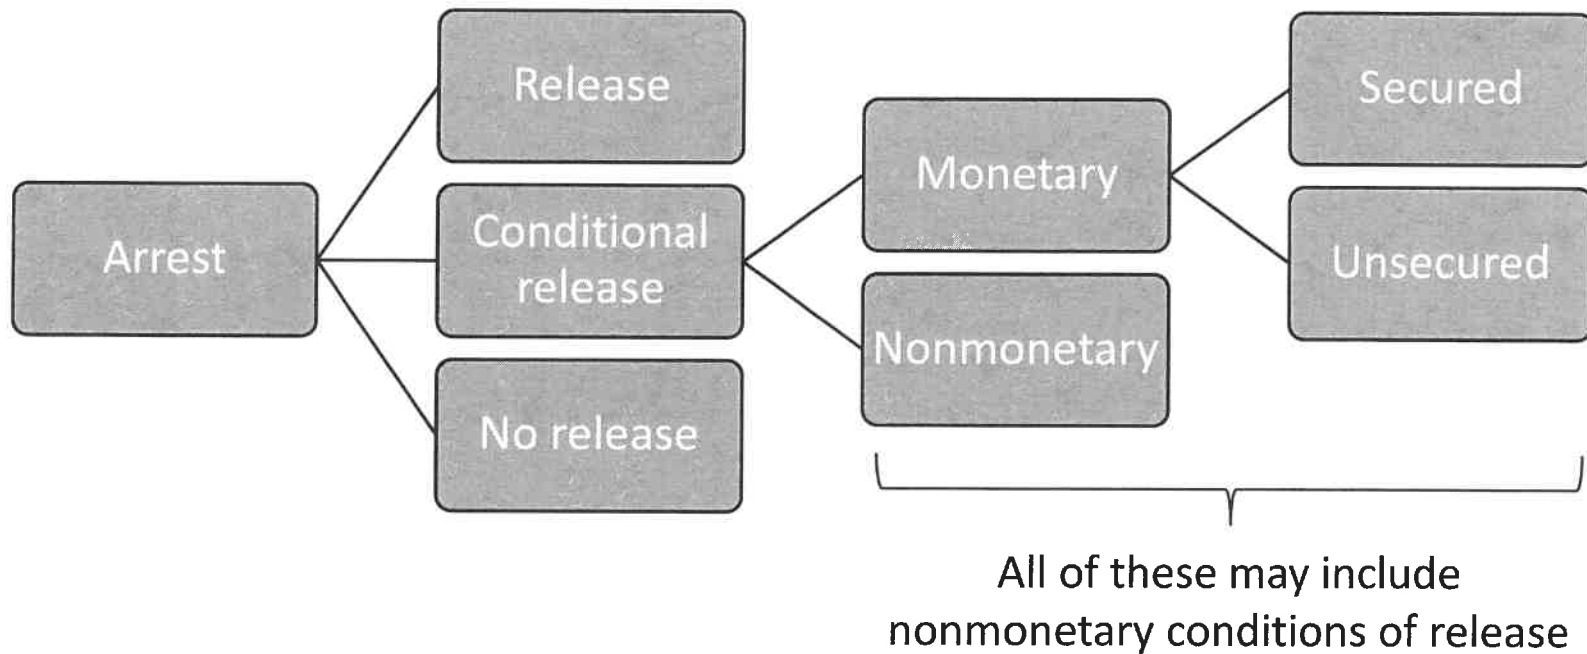 Arrest
Release
Conditional
release
No release
Monetary
Nonmonetary
Secured
Unsecured
All of these may include
nonmonetary conditions of release